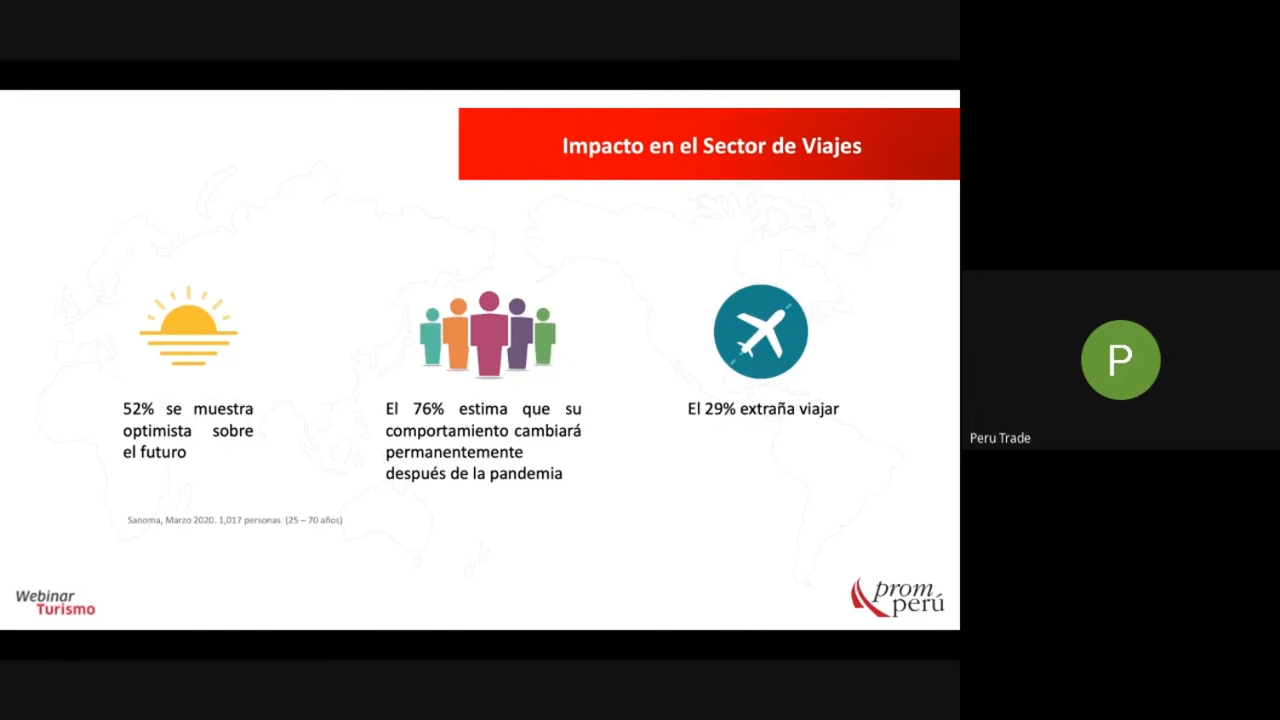 Impacto en el Sector de Viajes
52% se muestra
optimista sobre
el futuro
El 76% estima que su
comportamiento cambiará
permanentemente
después de la pandemia
El 29% extraña viajar
Sanoma, Marzo 2020. 1,017 personas (25 – 70 años)
Webinar
Turismo
prom
perú
P
Peru Trade